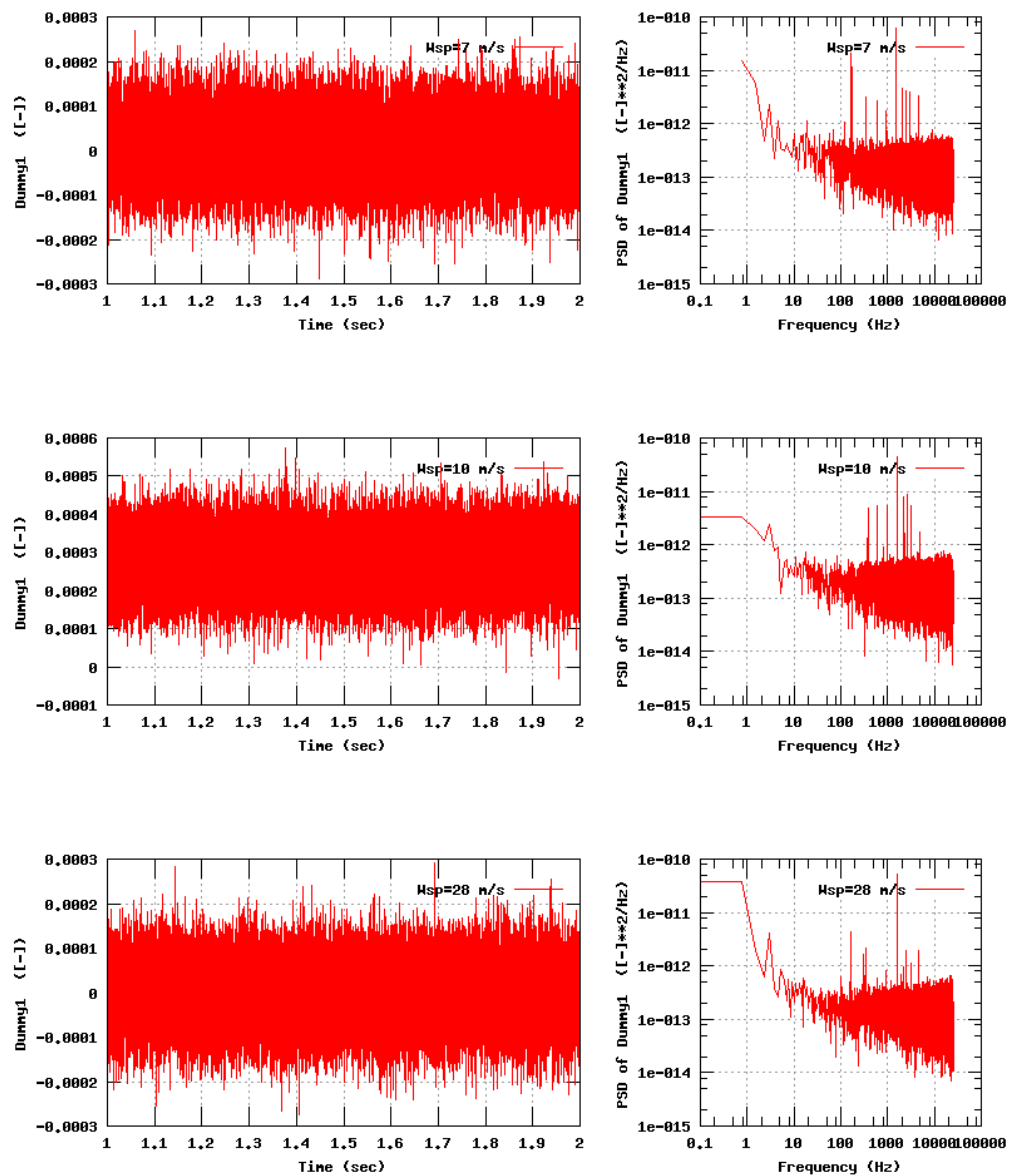 0.0003
0.0002
0.0001
0
-0.0001
-0.0002
-0.0003
Dummy1 ([-])
Wsp=7 m/s
1 1.1 1.2 1.3 1.4 1.5 1.6 1.7 1.8 1.9 2
Time (sec)
1e-010
1e-011
1e-012
1e-013
1e-014
1e-015
PSD of Dummy1 ([-]**2/Hz)
Wsp=7 m/s
0.1 1 10 100 1000 10000 100000
Frequency (Hz)
0.0006
0.0005
0.0004
0.0003
0.0002
0.0001
0
-0.0001
Dummy1 ([-])
Wsp=10 m/s
1 1.1 1.2 1.3 1.4 1.5 1.6 1.7 1.8 1.9 2
Time (sec)
1e-010
1e-011
1e-012
1e-013
1e-014
1e-015
PSD of Dummy1 ([-]**2/Hz)
Wsp=10 m/s
0.1 1 10 100 1000 10000 100000
Frequency (Hz)
0.0003
0.0002
0.0001
0
-0.0001
-0.0002
-0.0003
Dummy1 ([-])
Wsp=28 m/s
1 1.1 1.2 1.3 1.4 1.5 1.6 1.7 1.8 1.9 2
Time (sec)
1e-010
1e-011
1e-012
1e-013
1e-014
1e-015
PSD of Dummy1 ([-]**2/Hz)
Wsp=28 m/s
0.1 1 10 100 1000 10000 100000
Frequency (Hz)